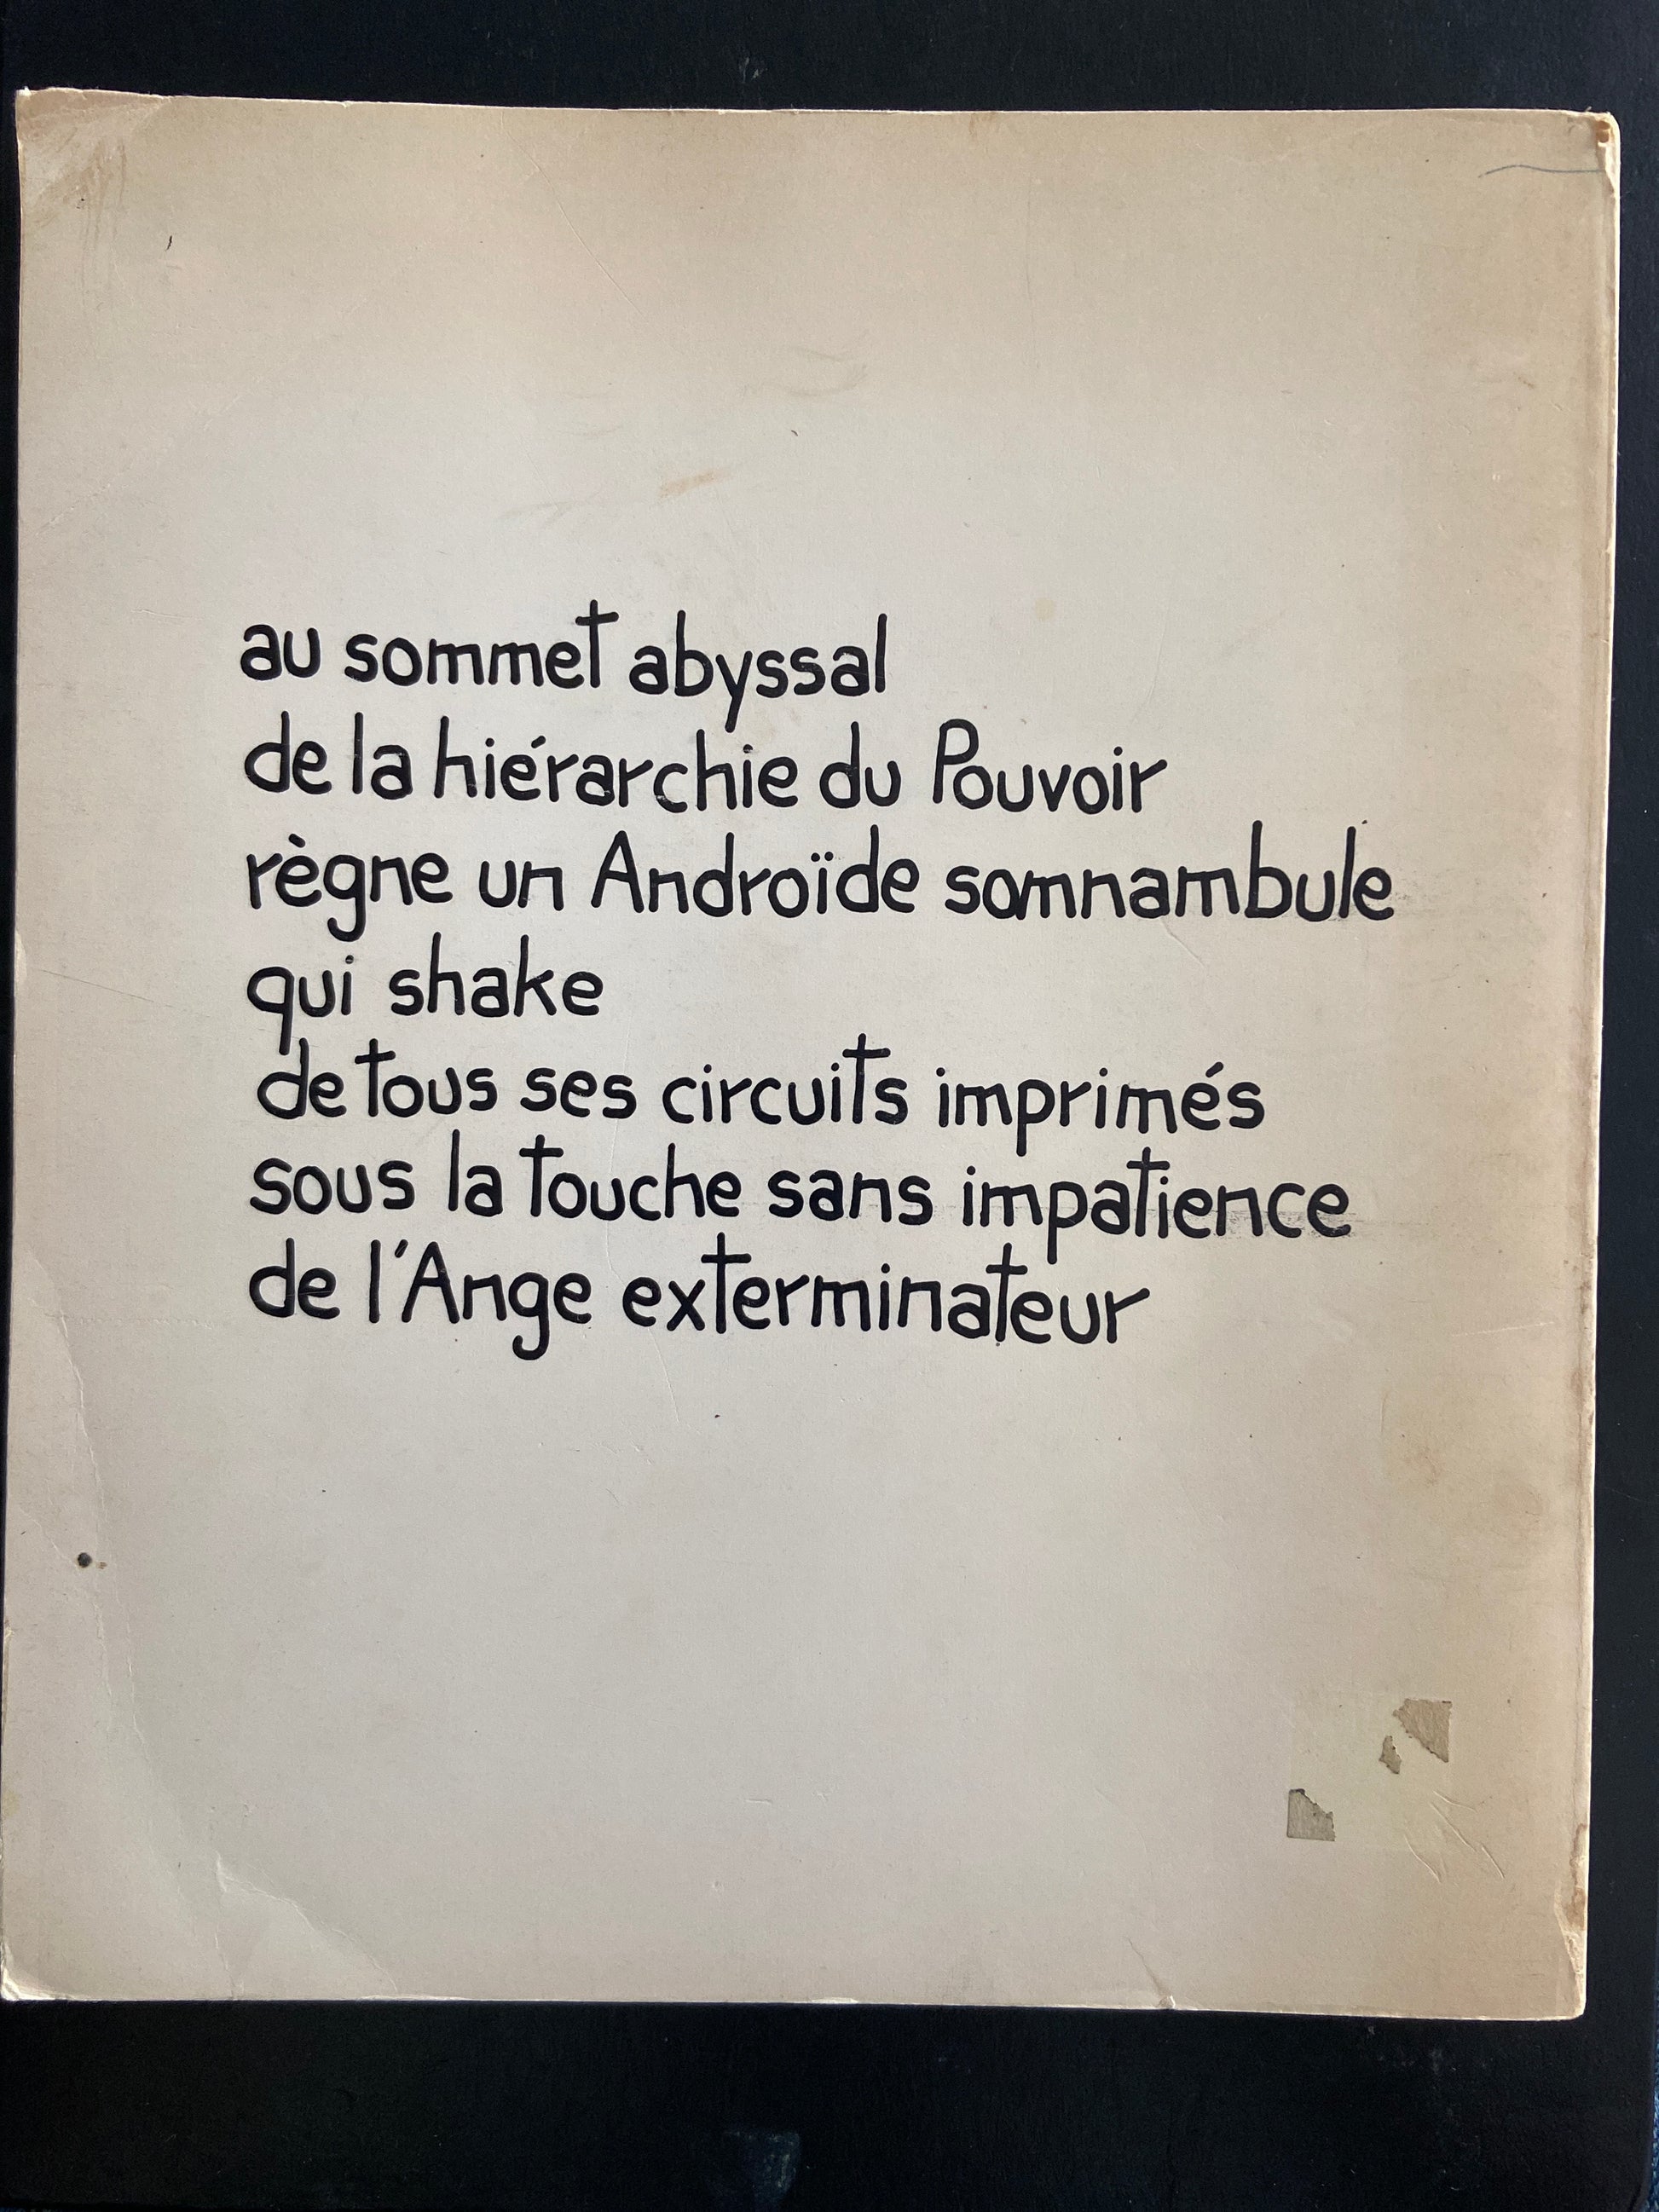 au sommet abyssal
de la hiérarchie du Pouvoir
règne un Androïde somnambule
qui shake
de tous ses circuits imprimés
sous la touche sans impatience
de l'Ange exterminateur